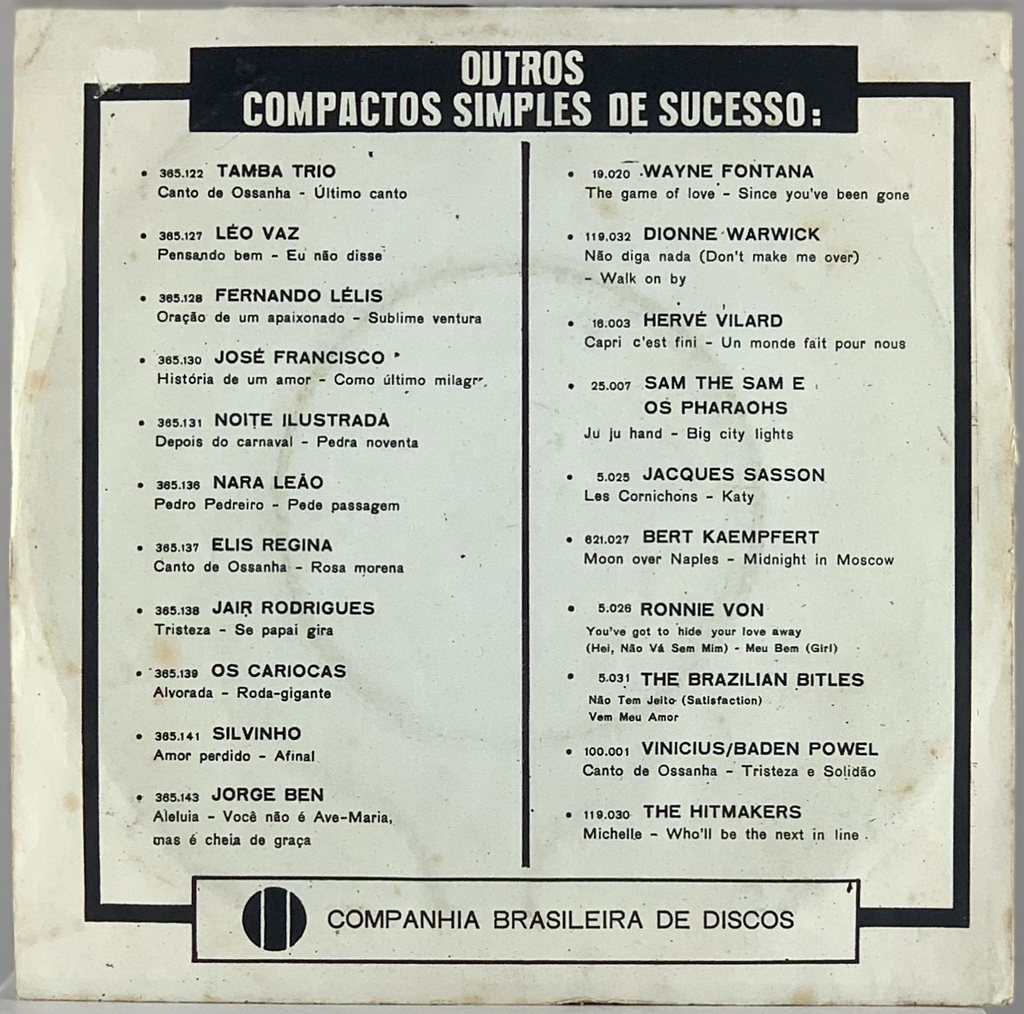 OUTROS
COMPACTOS SIMPLES DE SUCESSO:
• 365.122 TAMBA TRIO
Canto de Ossanha - Último canto
• 365.127 LÉO VAZ
Pensando bem - Eu não disse
• 365.128 FERNANDO LÉLIS
Oração de um apaixonado - Sublime ventura
• 365.130 JOSÉ FRANCISCO
História de um amor - Como último
• 365.131 NOITE ILUSTRADA
Depois do carnaval - Pedra noventa
• 365.136 NARA LEÃO
Pedro Pedreiro - Pede passagem
• 365.137 ELIS REGINA
Canto de Ossanha - Rosa morena
• 365.138 JAIR RODRIGUES
Tristeza - Se papai gira
• 365.139 OS CARIOCAS
Alvorada - Roda-gigante
• 365.141 SILVINHO
Amor perdido - Afinal
• 365.143 JORGE BEN
Aleluia - Você não é Ave-Maria,
mas é cheia de graça
• 19.020 WAYNE FONTANA
The game of love - Since you've been gone
• 119.032 DIONNE WARWICK
Não diga nada (Don't make me over)
- Walk on by
• 16.003 HERVÉ VILARD
Capri c'est fini - Un monde fait pour nous
• 25.007 SAM THE SAM E
OS PHARAOHS
Ju ju hand - Big city lights
• 5.025 JACQUES SASSON
Les Cornichons - Katy
• 621.027 BERT KAEMPFERT
Moon over Naples - Midnight in Moscow
• 5.026 RONNIE VON
You've got to hide your love away
(Hei, Não Vá Sem Mim) - Meu Bem (Girl)
• 5.031 THE BRAZILIAN BITLES
Não Tem Jeito (Satisfaction)
Vem Meu Amor
• 100.001 VINICIUS/BADEN POWEL
Canto de Ossanha - Tristeza e Solidão
• 119.030 THE HITMAKERS
Michelle - Who'll be the next in line
COMPANHIA BRASILEIRA DE DISCOS